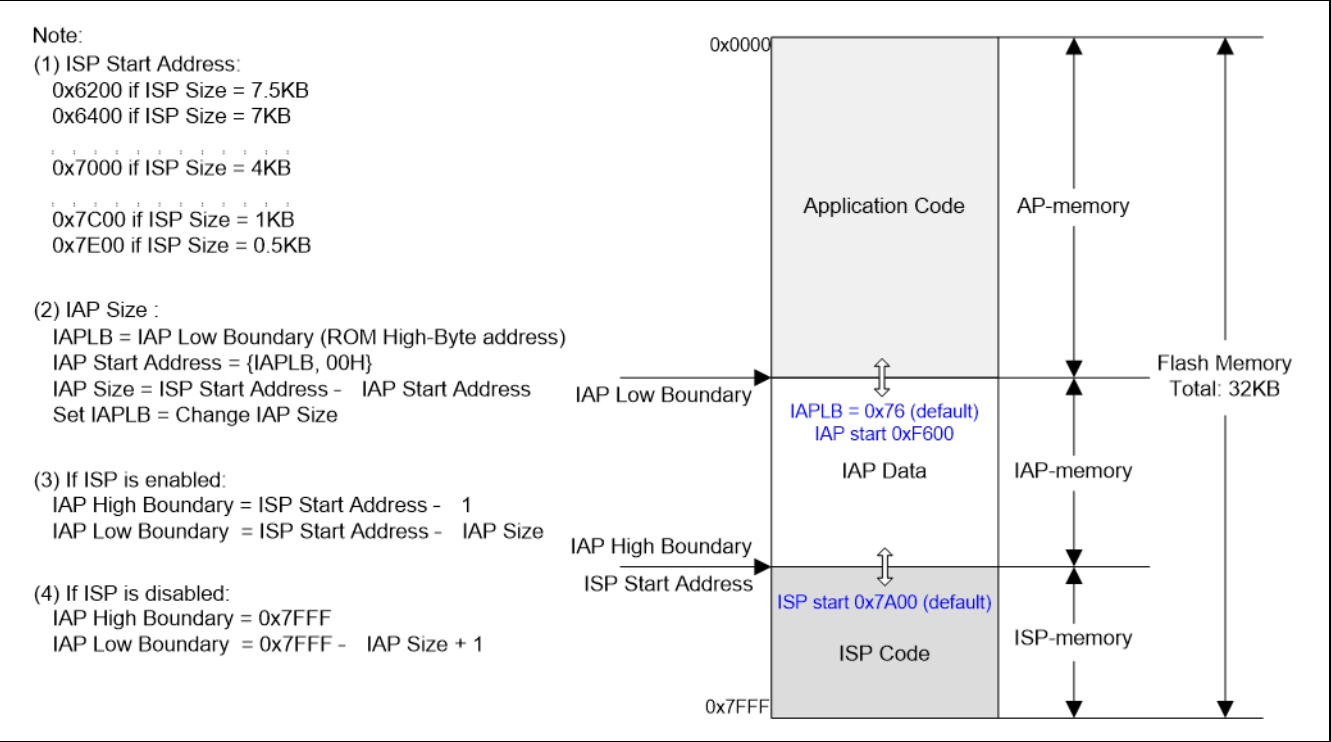 Note:
(1) ISP Start Address:
0x6200 if ISP Size = 7.5KB
0x6400 if ISP Size = 7KB
0x7000 if ISP Size = 4KB
0x7C00 if ISP Size = 1KB
0x7E00 if ISP Size = 0.5KB
(2) IAP Size :
IAPLB = IAP Low Boundary (ROM High-Byte address)
IAP Start Address = {IAPLB, 00H}
IAP Size = ISP Start Address - IAP Start Address
Set IAPLB = Change IAP Size
(3) If ISP is enabled:
IAP High Boundary = ISP Start Address - 1
IAP Low Boundary = ISP Start Address - IAP Size
(4) If ISP is disabled:
IAP High Boundary = 0x7FFF
IAP Low Boundary = 0x7FFF - IAP Size + 1
0x0000
Application Code
AP-memory
Flash Memory
Total: 32KB
IAP Low Boundary
IAPLB = 0x76 (default)
IAP start 0xF600
IAP Data
IAP-memory
IAP High Boundary
ISP Start Address
ISP start 0x7A00 (default)
ISP Code
ISP-memory
0x7FFF